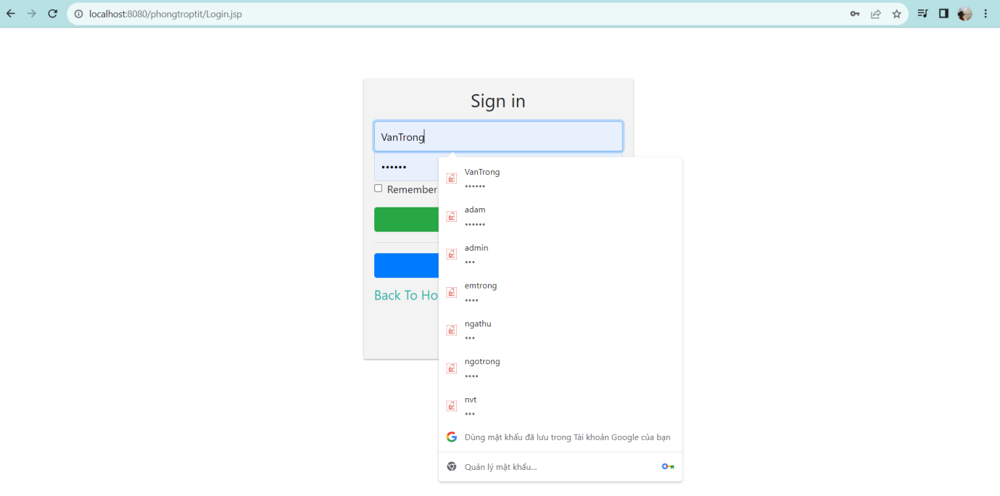 localhost:8080/phongtroptit/Login.jsp
Sign in
VanTrong
••••••
Remember
Back To Ho
VanTrong
••••••
adam
••••••
admin
•••
emtrong
••••
ngathu
•••
ngotrong
••••
nvt
•••
Dùng mật khẩu đã lưu trong Tài khoản Google của bạn
Quản lý mật khẩu...